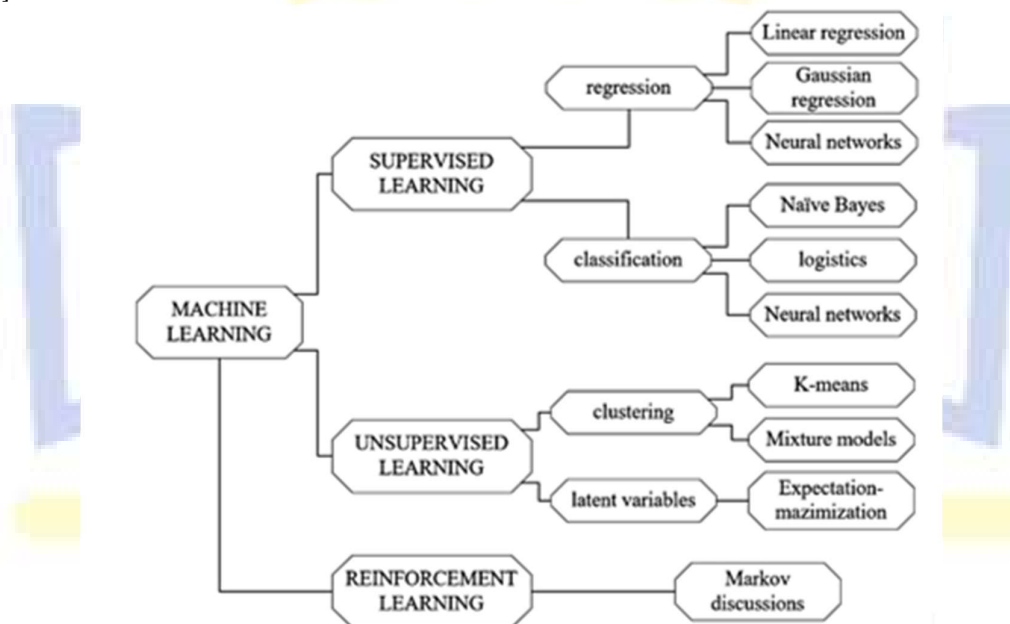 Linear regression
Gaussian
regression
regression
Neural networks
SUPERVISED
LEARNING
Naïve Bayes
classification
logistics
Neural networks
MACHINE
LEARNING
K-means
clustering
Mixture models
UNSUPERVISED
LEARNING
latent variables
Expectation-
mazimization
REINFORCEMENT
LEARNING
Markov
discussions